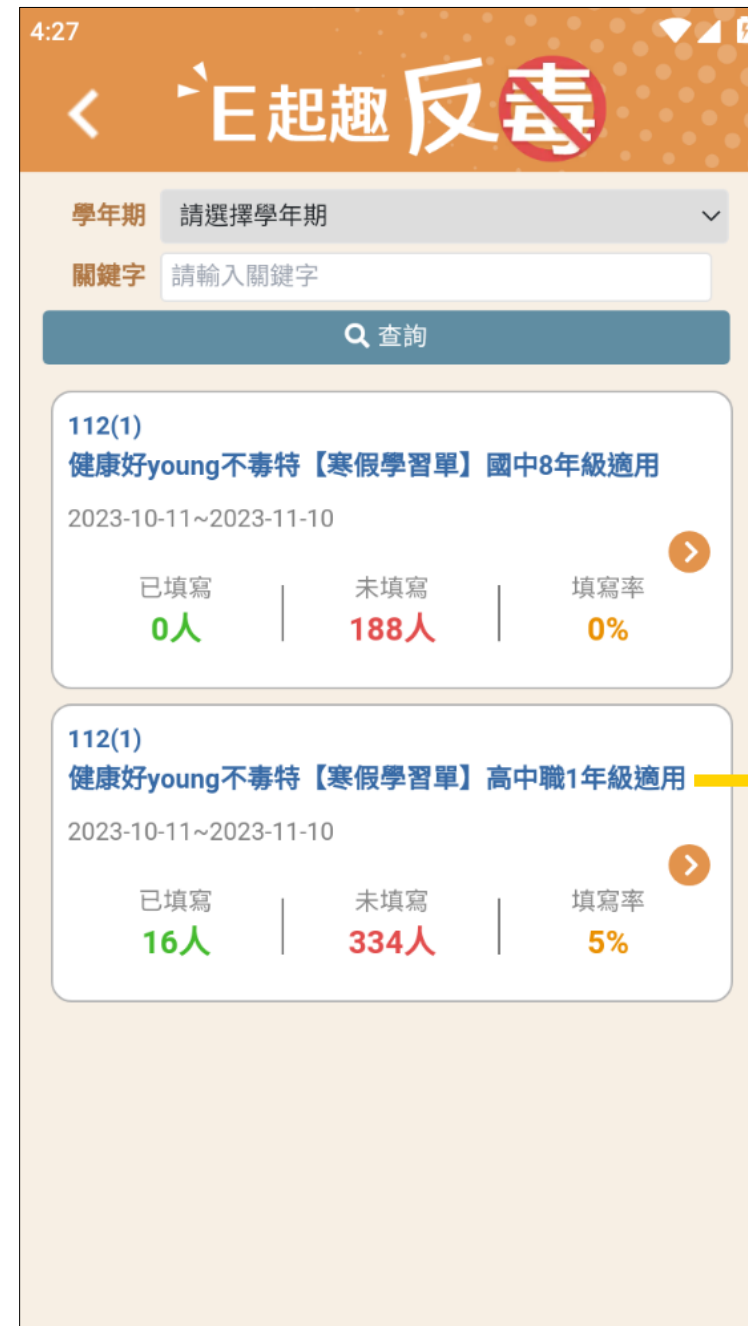 4:27
E起趣反毒
學年期 請選擇學年期
關鍵字 請輸入關鍵字
查詢
112(1)
健康好young不毒特【寒假學習單】國中8年級適用
2023-10-11~2023-11-10
已填寫 未填寫 填寫率
0人 188人 0%
112(1)
健康好young不毒特【寒假學習單】高中職1年級適用
2023-10-11~2023-11-10
已填寫 未填寫 填寫率
16人 334人 5%